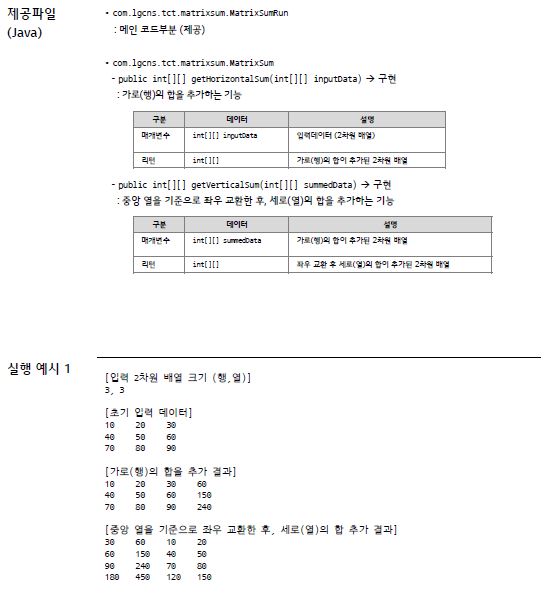 제공파일
(Java)
• com.lgcns.tct.matrixsum.MatrixSumRun
: 메인 코드부분 (제공)
• com.lgcns.tct.matrixsum.MatrixSum
- public int[][] getHorizontalSum(int[][] inputData) → 구현
: 가로(행)의 합을 추가하는 기능
구분 데이터 설명
매개변수 int[][] inputData 입력데이터 (2차원 배열)
리턴 int[][] 가로(행)의 합이 추가된 2차원 배열
- public int[][] getVerticalSum(int[][] summedData) → 구현
: 중앙 열을 기준으로 좌우 교환한 후, 세로(열)의 합을 추가하는 기능
구분 데이터 설명
매개변수 int[][] summedData 가로(행)의 합이 추가된 2차원 배열
리턴 int[][] 좌우 교환 후 세로(열)의 합이 추가된 2차원 배열
실행 예시 1
[입력 2차원 배열 크기 (행,열)]
3, 3
[초기 입력 데이터]
10 20 30
40 50 60
70 80 90
[가로(행)의 합을 추가 결과]
10 20 30 60
40 50 60 150
70 80 90 240
[중앙 열을 기준으로 좌우 교환한 후, 세로(열)의 합 추가 결과]
30 60 10 20
60 150 40 50
90 240 70 80
180 450 120 150